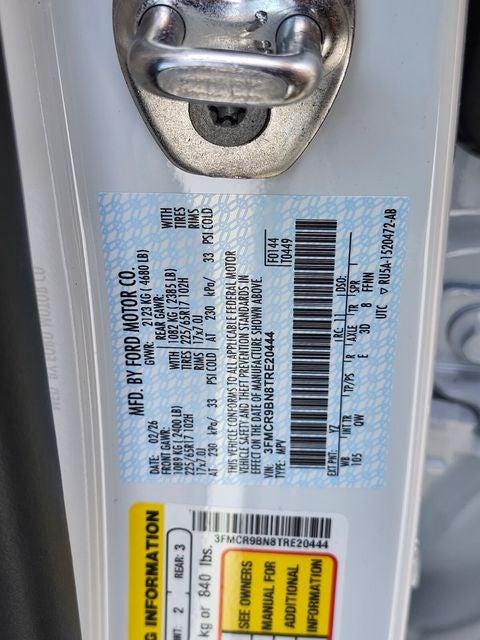 MFD. BY FORD MOTOR CO.
02/26 GVWR: 2123 KG (4680 LB)
FRONT GAWR: REAR GAWR:
1089 KG (2400 LB) 1082 KG (2385 LB) WITH
225/65R17 102H 225/65R17 102H TIRES
17x7.0J 17x7.0J RIMS
AT 230 kPa/ 33 PSI COLD AT 230 kPa/ 33 PSI COLD
THIS VEHICLE CONFORMS TO ALL APPLICABLE FEDERAL MOTOR
VEHICLE SAFETY AND THEFT PREVENTION STANDARDS IN
EFFECT ON THE DATE OF MANUFACTURE SHOWN ABOVE.
VIN: 3FMCR9BN8TRE20444 F0144
TYPE: MPV T0449
EXT PNT: YZ RC: 11 DSO:
WB INT TR TP/PS R AXLE TR SPR
105 OW E 3D 8 FHNN
UTC RU5A-1520472-AB
WITH
TIRES
RIMS
3FMCR9BN8TRE20444
NG INFORMATION
2 REAR: 3
kg or 840 lbs.
SEE OWNERS
MANUAL FOR
ADDITIONAL
INFORMATION